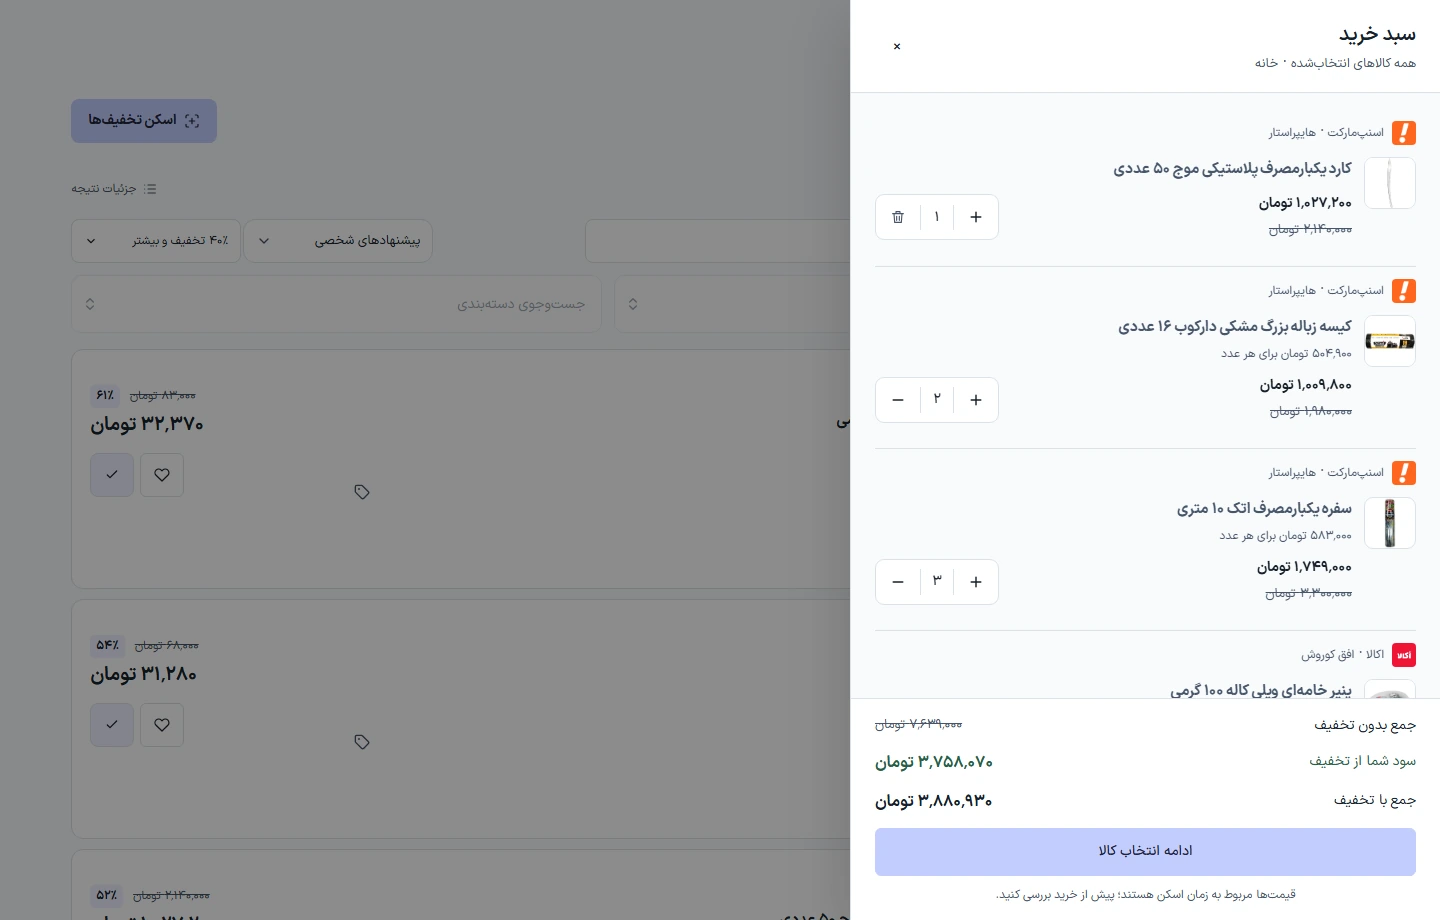 سبد خرید
همه کالاهای انتخاب‌شده · خانه
×
اسنپ‌مارکت · هایپراستار
کارد یکبارمصرف پلاستیکی موج ۵۰ عددی
۱,۰۲۷,۲۰۰ تومان
۲,۱۴۰,۰۰۰ تومان
+ ۱
اسنپ‌مارکت · هایپراستار
کیسه زباله بزرگ مشکی دارکوب ۱۶ عددی
۵۰۴,۹۰۰ تومان برای هر عدد
۱,۰۰۹,۸۰۰ تومان
۱,۹۸۰,۰۰۰ تومان
+ ۲ −
اسنپ‌مارکت · هایپراستار
سفره یکبارمصرف اتک ۱۰ متری
۵۸۳,۰۰۰ تومان برای هر عدد
۱,۷۴۹,۰۰۰ تومان
۳,۳۰۰,۰۰۰ تومان
+ ۳ −
اکالا · افق کوروش
پنیر خامه‌ای ویلی کاله ۱۰۰ گرمی
جمع بدون تخفیف ۷,۶۳۹,۰۰۰ تومان
سود شما از تخفیف ۳,۷۵۸,۰۷۰ تومان
جمع با تخفیف ۳,۸۸۰,۹۳۰ تومان
ادامه انتخاب کالا
قیمت‌ها مربوط به زمان اسکن هستند؛ پیش از خرید بررسی کنید.
اسکن تخفیف‌ها
جزئیات نتیجه
پیشنهادهای شخصی
۴۰٪ تخفیف و بیشتر
جست‌وجوی دسته‌بندی
۸۳,۰۰۰ تومان ۶۱٪
۳۲,۳۷۰ تومان
۶۸,۰۰۰ تومان ۵۴٪
۳۱,۲۸۰ تومان
۲,۱۴۰,۰۰۰ تومان ۵۲٪